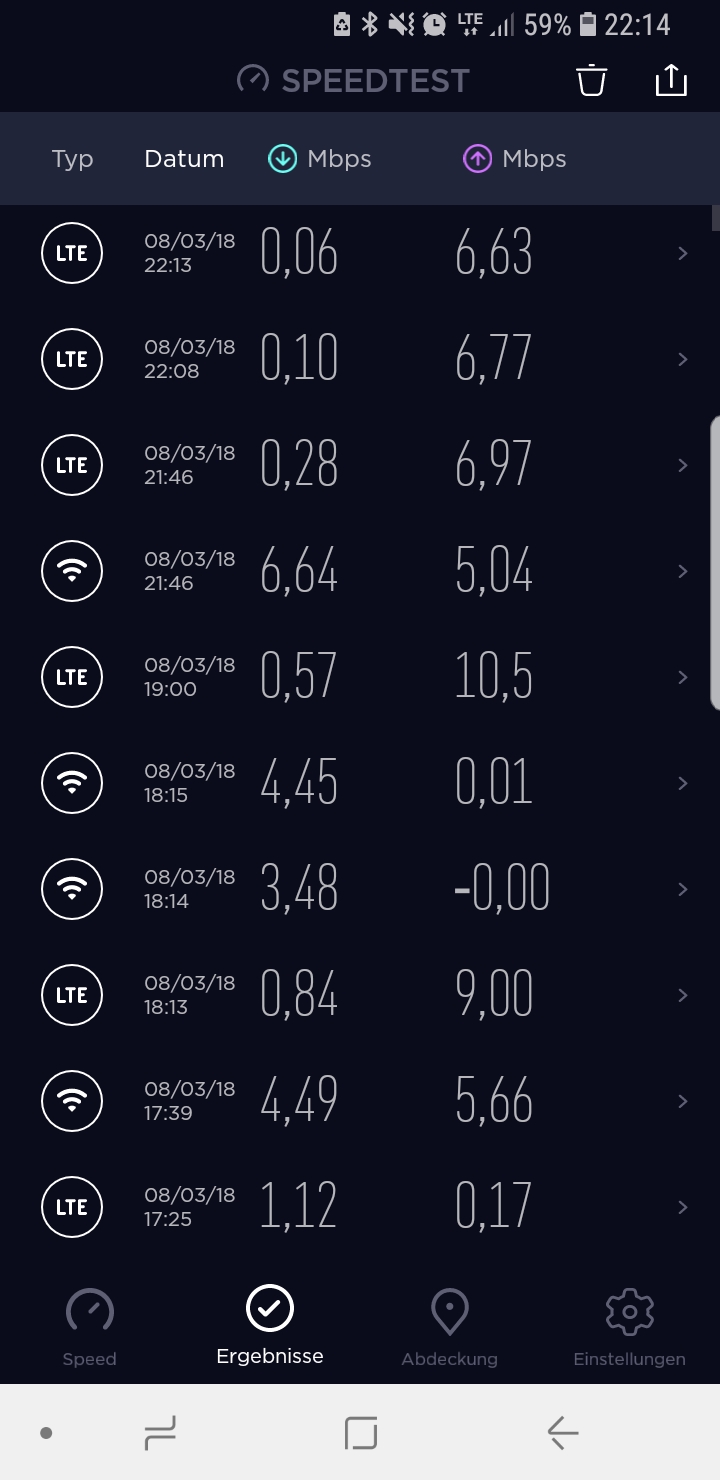 LTE 59% 22:14
SPEEDTEST
Typ Datum Mbps Mbps
LTE 08/03/18 22:13 0,06 6,63
LTE 08/03/18 22:08 0,10 6,77
LTE 08/03/18 21:46 0,28 6,97
08/03/18 21:46 6,64 5,04
LTE 08/03/18 19:00 0,57 10,5
08/03/18 18:15 4,45 0,01
08/03/18 18:14 3,48 -0,00
LTE 08/03/18 18:13 0,84 9,00
08/03/18 17:39 4,49 5,66
LTE 08/03/18 17:25 1,12 0,17
Speed Ergebnisse Abdeckung Einstellungen